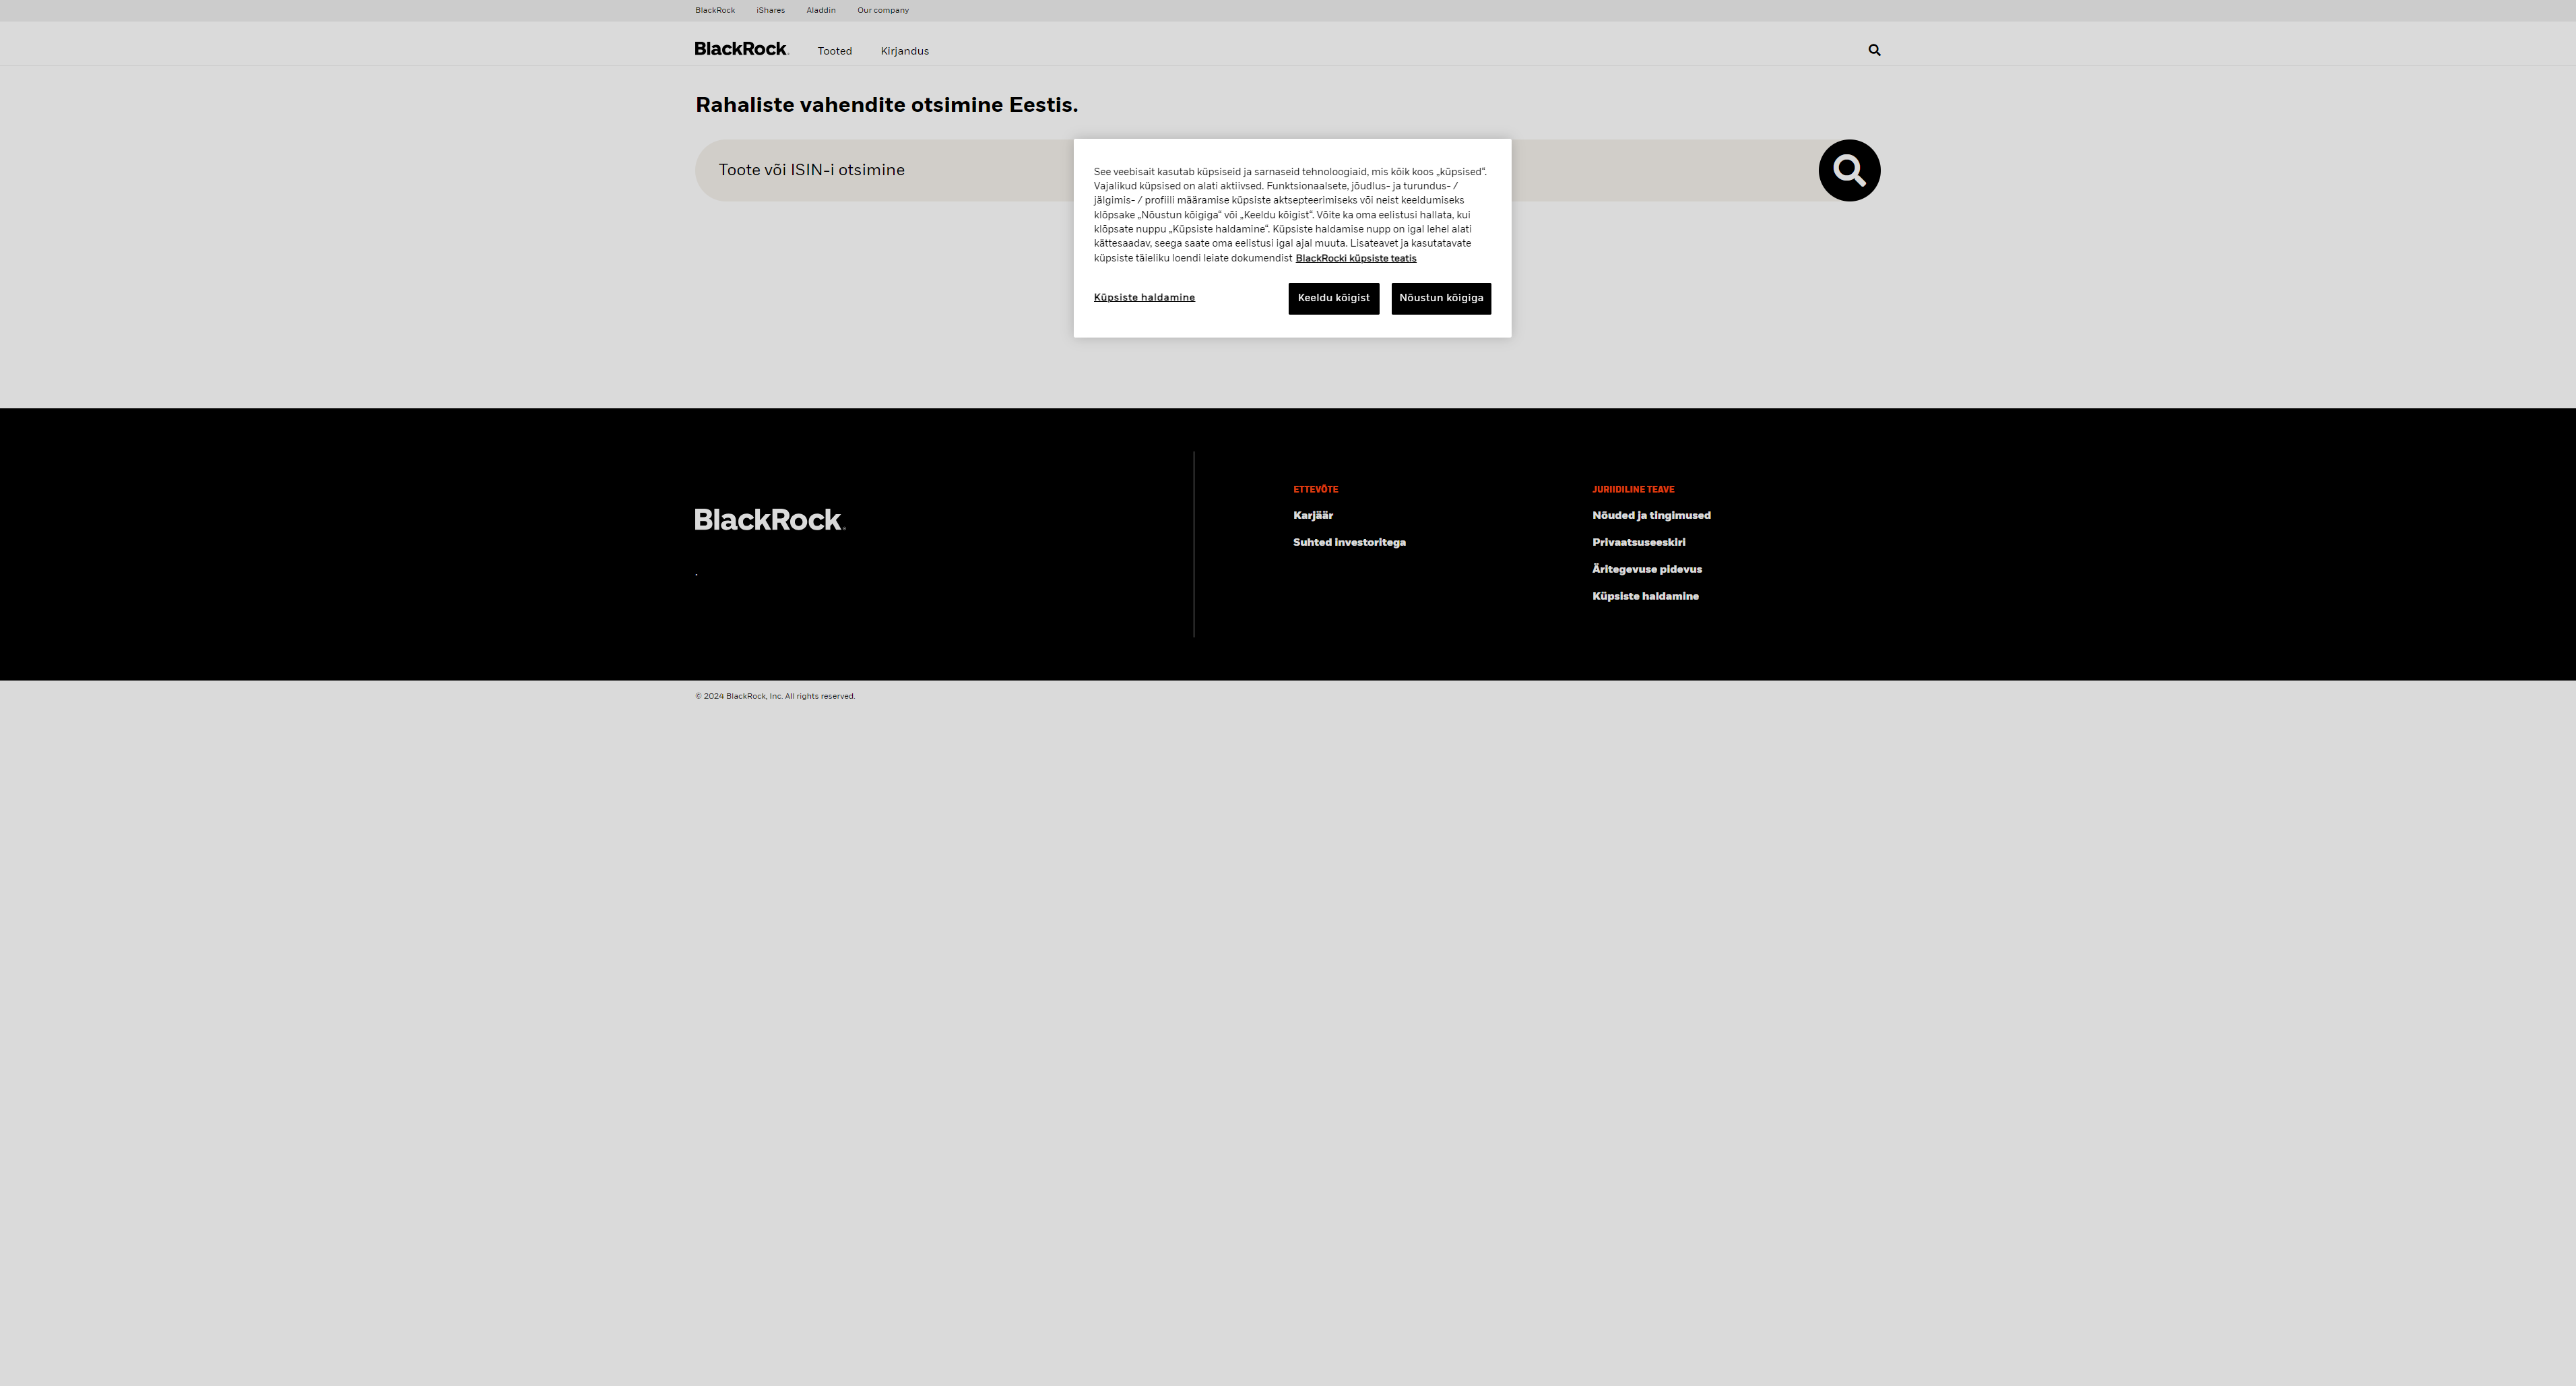 BlackRock iShares Aladdin Our company
BlackRock. Tooted Kirjandus
Rahaliste vahendite otsimine Eestis.
Toote või ISIN-i otsimine
See veebisait kasutab küpsiseid ja sarnaseid tehnoloogiaid, mis kõik koos „küpsised“.
Vajalikud küpsised on alati aktiivsed. Funktsionaalsete, jõudlus- ja turundus- /
jälgimis- / profiili määramise küpsiste aktsepteerimiseks või neist keeldumiseks
klõpsake „Nõustun kõigiga“ või „Keeldu kõigist“. Võite ka oma eelistusi hallata, kui
klõpsate nuppu „Küpsiste haldamine“. Küpsiste haldamise nupp on igal lehel alati
kättesaadav, seega saate oma eelistusi igal ajal muuta. Lisateavet ja kasutatavate
küpsiste täieliku loendi leiate dokumendist BlackRocki küpsiste teatis
Küpsiste haldamine Keeldu kõigist Nõustun kõigiga
BlackRock.
.
ETTEVÕTE
Karjäär
Suhted investoritega
JURIIDILINE TEAVE
Nõuded ja tingimused
Privaatsuseeskiri
Äritegevuse pidevus
Küpsiste haldamine
© 2024 BlackRock, Inc. All rights reserved.